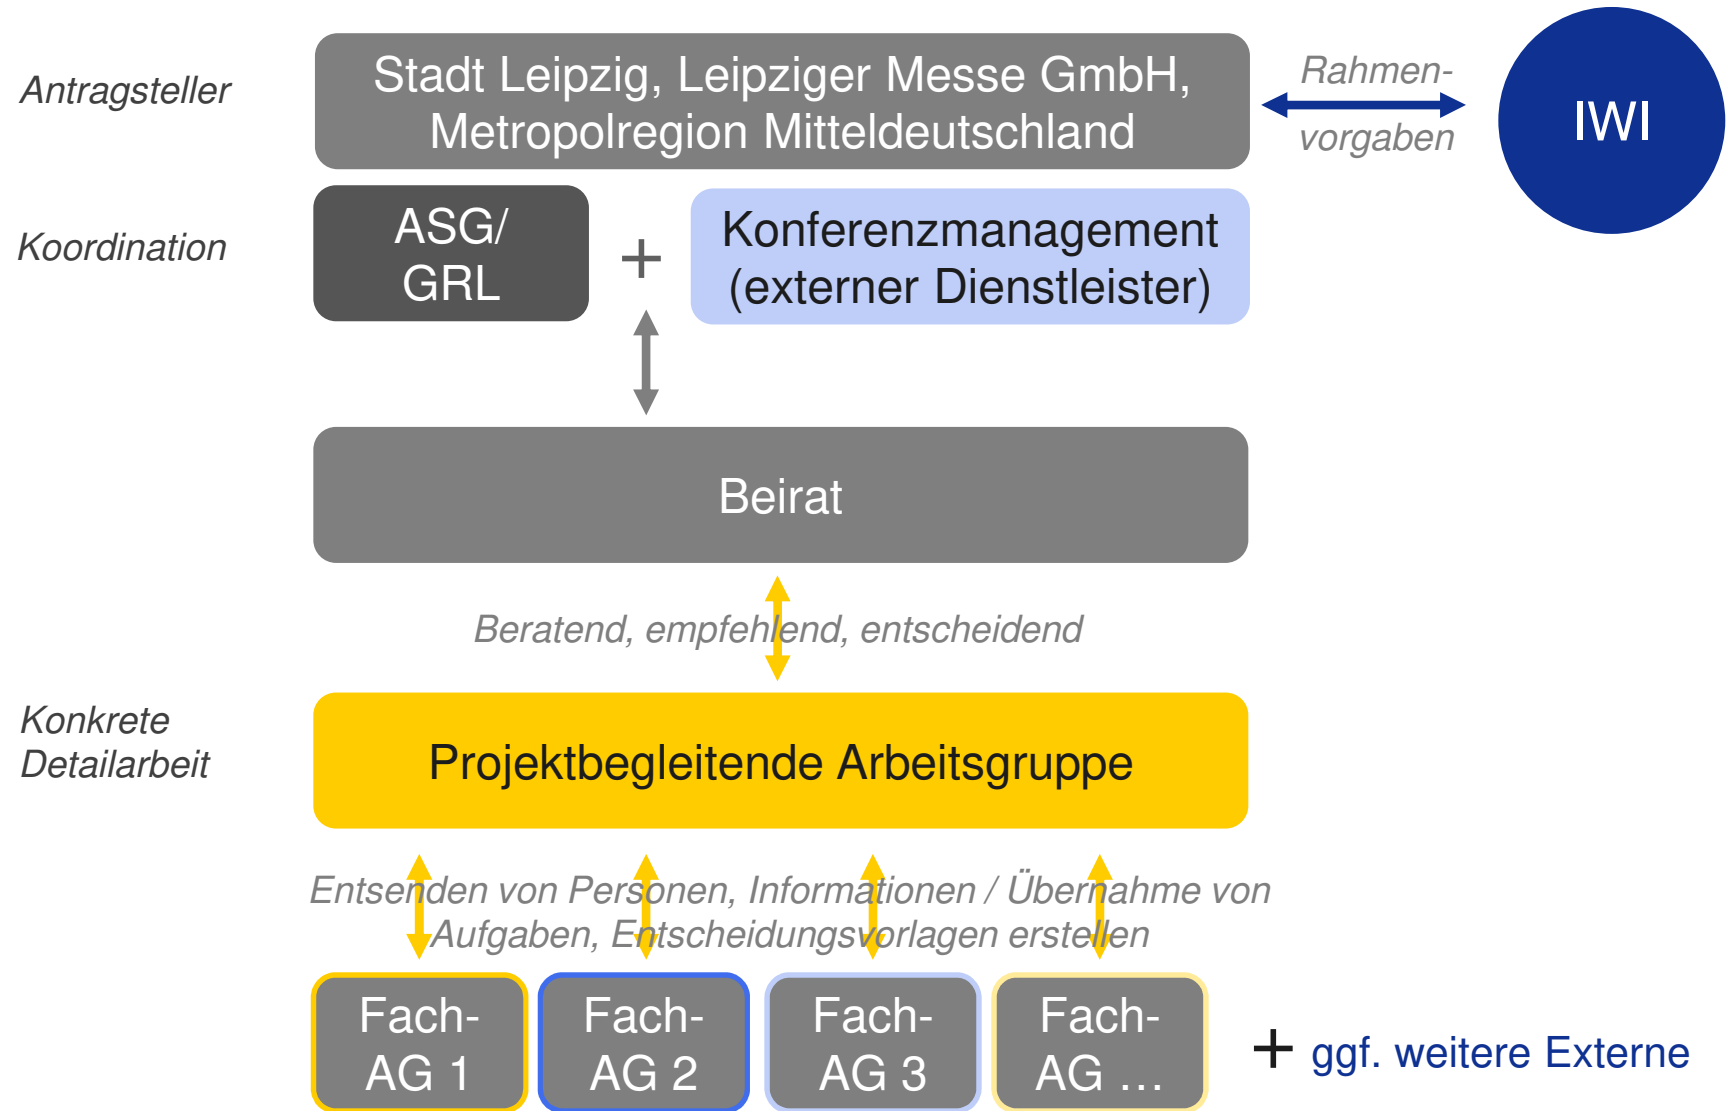 Antragsteller
Stadt Leipzig, Leipziger Messe GmbH,
Metropolregion Mitteldeutschland
Rahmen-
vorgaben
IWI
Koordination
ASG/
GRL
+
Konferenzmanagement
(externer Dienstleister)
Beirat
Beratend, empfehlend, entscheidend
Konkrete
Detailarbeit
Projektbegleitende Arbeitsgruppe
Entsenden von Personen, Informationen / Übernahme von
Aufgaben, Entscheidungsvorlagen erstellen
Fach-
AG 1
Fach-
AG 2
Fach-
AG 3
Fach-
AG …
+ ggf. weitere Externe